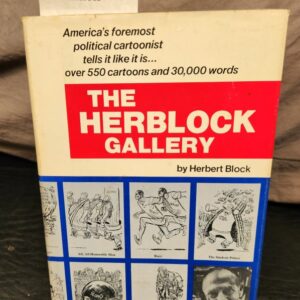 America's foremost
political cartoonist
tells it like it is...
over 550 cartoons and 30,000 words
THE
HERBLOCK
GALLERY
by Herbert Block